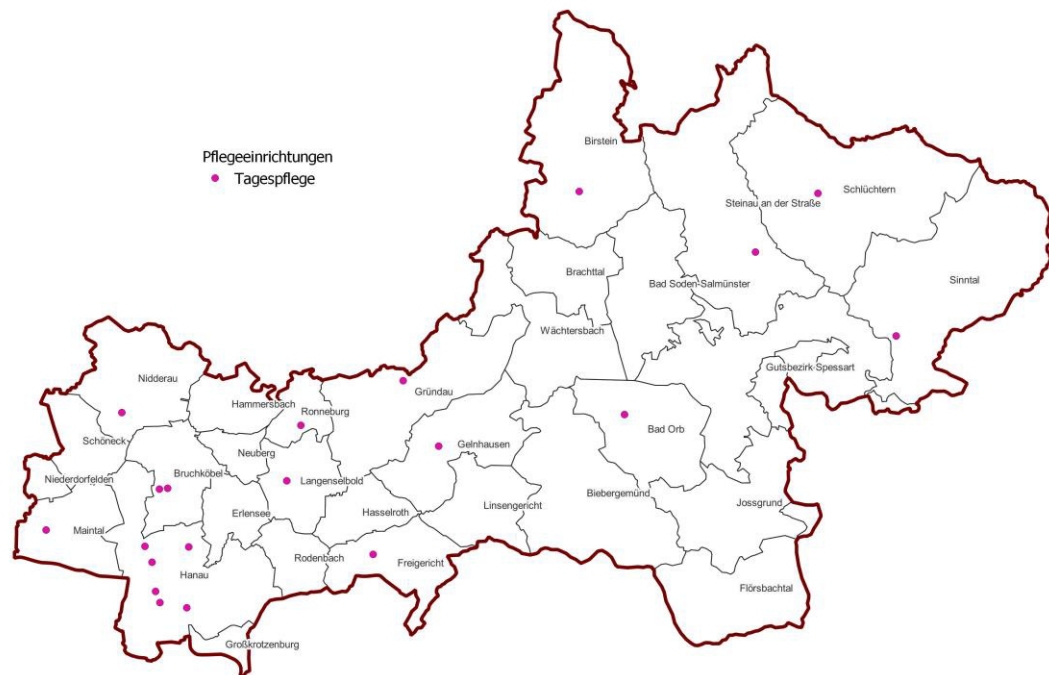 Pflegeeinrichtungen
Tagespflege
Birstein
Schlüchtern
Steinau an der Straße
Brachttal
Bad Soden-Salmünster
Sinntal
Wächtersbach
Gutsbezirk Spessart
Nidderau
Hammersbach
Ronneburg
Gründau
Schöneck
Neuberg
Gelnhausen
Bad Orb
Niederdorfelden
Bruchköbel
Langenselbold
Biebergemünd
Linsengericht
Jossgrund
Hasselroth
Erlensee
Maintal
Rodenbach
Freigericht
Hanau
Flörsbachtal
Großkrotzenburg